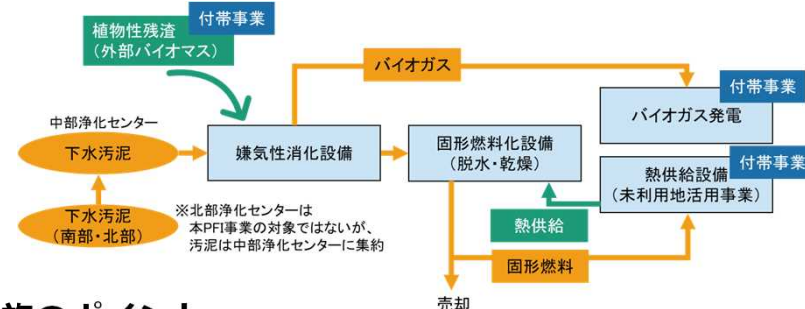 植物性残渣
(外部バイオマス)
付帯事業
バイオガス
付帯事業
バイオガス発電
中部浄化センター
下水汚泥
嫌気性消化設備
固形燃料化設備
(脱水・乾燥)
付帯事業
熱供給設備
(未利用地活用事業)
下水汚泥
(南部・北部)
※北部浄化センターは
本PFI事業の対象ではないが、
汚泥は中部浄化センターに集約
熱供給
固形燃料
売却
のポイント